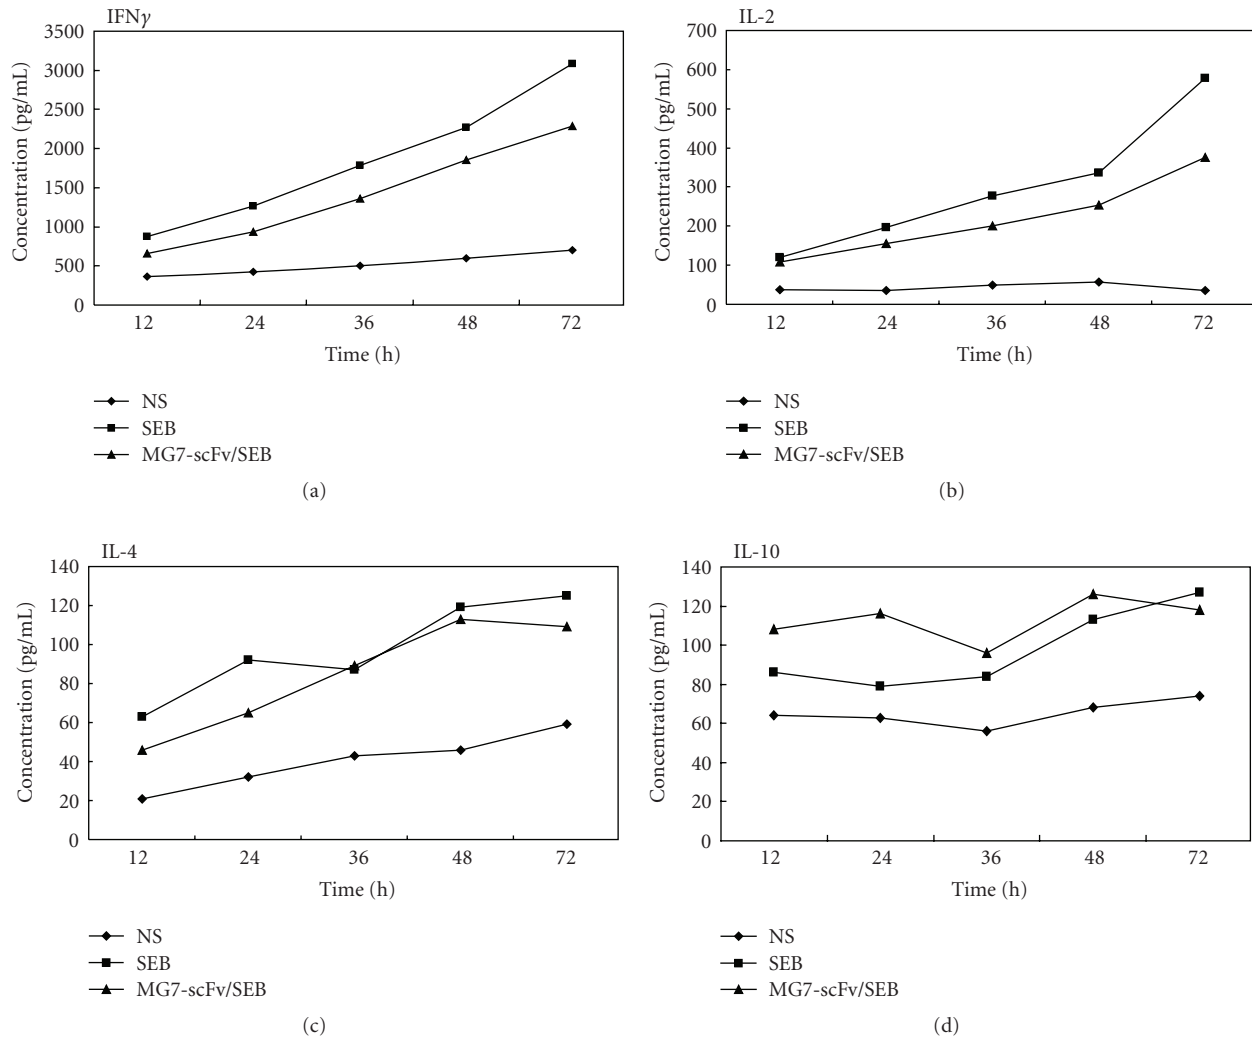 IFNγ
3500
3000
2500
2000
1500
1000
500
0
Concentration (pg/mL)
12 24 36 48 72
Time (h)
NS
SEB
MG7-scFv/SEB
(a)
IL-2
700
600
500
400
300
200
100
0
Concentration (pg/mL)
12 24 36 48 72
Time (h)
NS
SEB
MG7-scFv/SEB
(b)
IL-4
140
120
100
80
60
40
20
0
Concentration (pg/mL)
12 24 36 48 72
Time (h)
NS
SEB
MG7-scFv/SEB
(c)
IL-10
140
120
100
80
60
40
20
0
Concentration (pg/mL)
12 24 36 48 72
Time (h)
NS
SEB
MG7-scFv/SEB
(d)